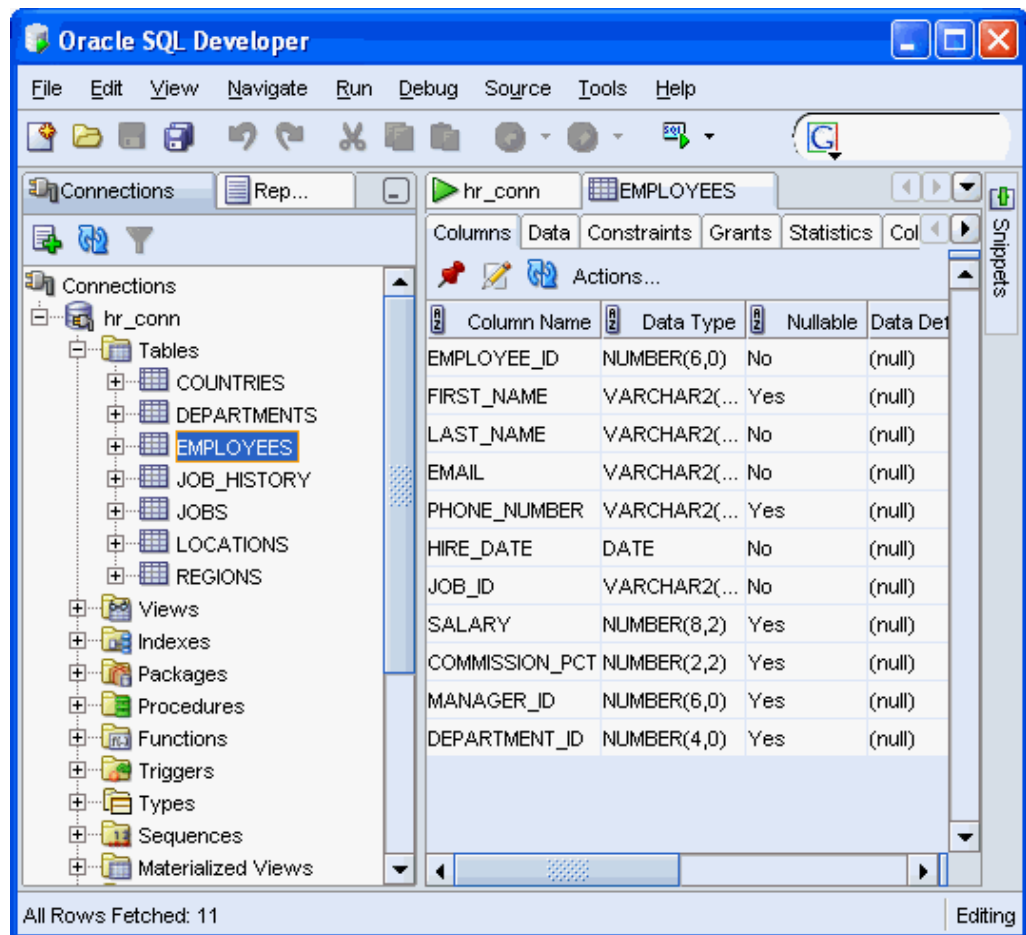 Oracle SQL Developer
File Edit View Navigate Run Debug Source Tools Help
SQL
G
Connections Rep...
hr_conn EMPLOYEES
Snippets
Columns Data Constraints Grants Statistics Col
Actions...
Connections
hr_conn
Tables
COUNTRIES
DEPARTMENTS
EMPLOYEES
JOB_HISTORY
JOBS
LOCATIONS
REGIONS
Views
Indexes
Packages
Procedures
Functions
Triggers
Types
Sequences
Materialized Views
Column Name Data Type Nullable Data Def
EMPLOYEE_ID NUMBER(6,0) No (null)
FIRST_NAME VARCHAR2(... Yes (null)
LAST_NAME VARCHAR2(... No (null)
EMAIL VARCHAR2(... No (null)
PHONE_NUMBER VARCHAR2(... Yes (null)
HIRE_DATE DATE No (null)
JOB_ID VARCHAR2(... No (null)
SALARY NUMBER(8,2) Yes (null)
COMMISSION_PCT NUMBER(2,2) Yes (null)
MANAGER_ID NUMBER(6,0) Yes (null)
DEPARTMENT_ID NUMBER(4,0) Yes (null)
All Rows Fetched: 11 Editing